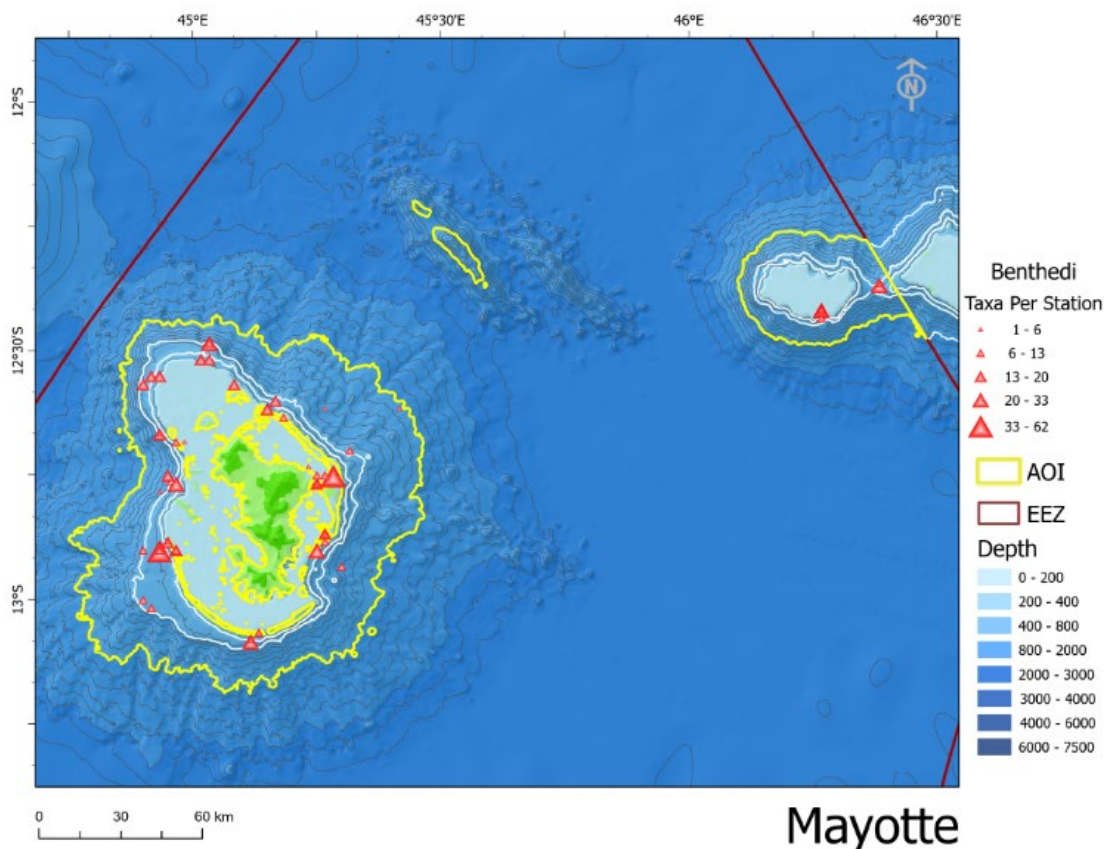 45°E 45°30'E 46°E 46°30'E
12°S
12°30'S
13°S
N
Benthedi
Taxa Per Station
1 - 6
6 - 13
13 - 20
20 - 33
33 - 62
AOI
EEZ
Depth
0 - 200
200 - 400
400 - 800
800 - 2000
2000 - 3000
3000 - 4000
4000 - 6000
6000 - 7500
0 30 60 km
Mayotte